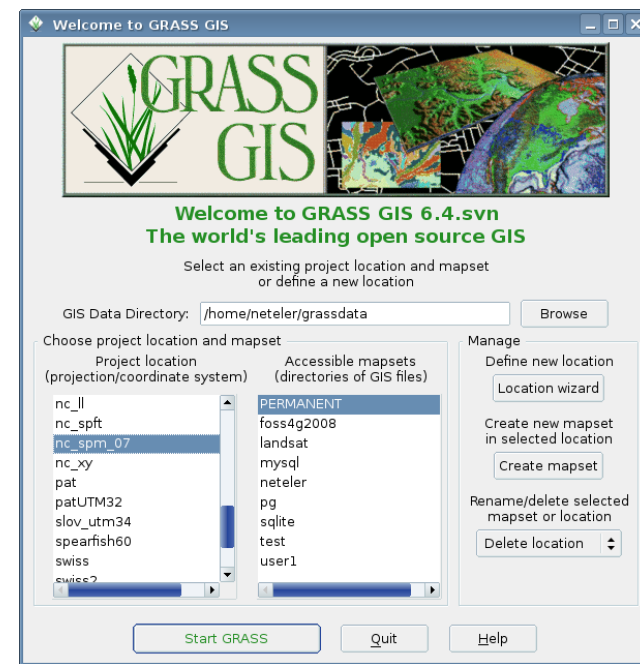 Welcome to GRASS GIS
GRASS
GIS
Welcome to GRASS GIS 6.4.svn
The world's leading open source GIS
Select an existing project location and mapset
or define a new location
GIS Data Directory: /home/neteler/grassdata Browse
Choose project location and mapset
Project location
(projection/coordinate system)
nc_ll
nc_spft
nc_spm_07
nc_xy
pat
patUTM32
slov_utm34
spearfish60
swiss
swiss2
Accessible mapsets
(directories of GIS files)
PERMANENT
foss4g2008
landsat
mysql
neteler
pg
sqlite
test
user1
Manage
Define new location
Location wizard
Create new mapset
in selected location
Create mapset
Rename/delete selected
mapset or location
Delete location
Start GRASS Quit Help